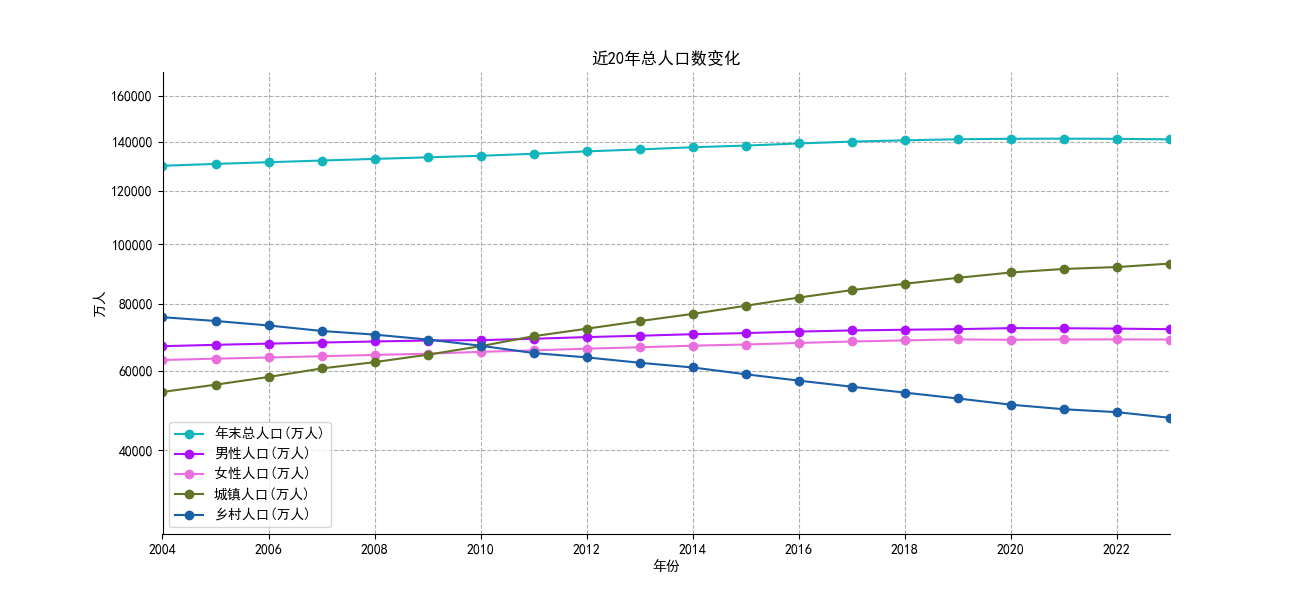 近20年总人口数变化
万人
160000
140000
120000
100000
80000
60000
40000
年末总人口(万人)
男性人口(万人)
女性人口(万人)
城镇人口(万人)
乡村人口(万人)
2004 2006 2008 2010 2012 2014 2016 2018 2020 2022
年份